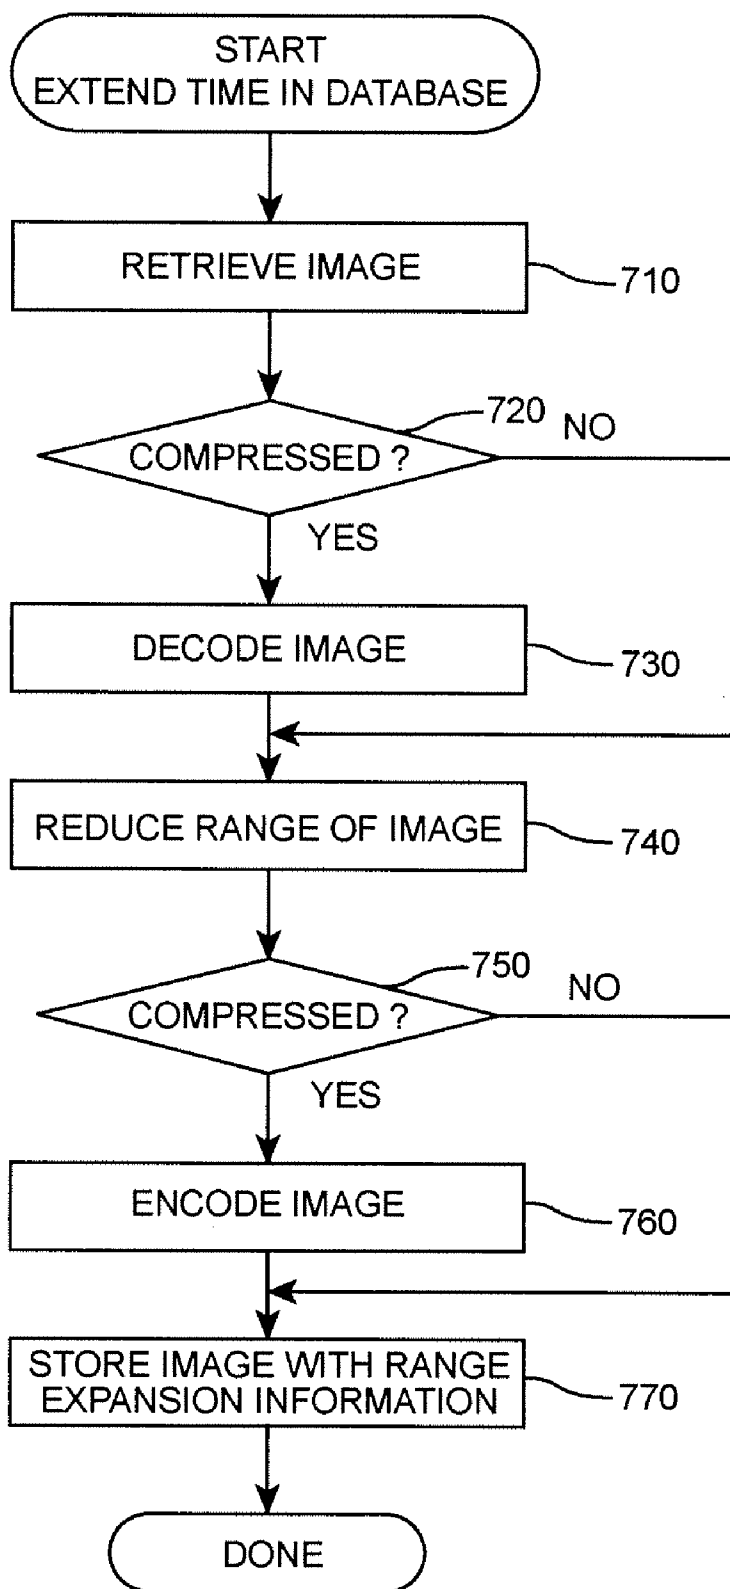 START
EXTEND TIME IN DATABASE
RETRIEVE IMAGE
710
720
NO
COMPRESSED ?
YES
DECODE IMAGE
730
REDUCE RANGE OF IMAGE
740
750
NO
COMPRESSED ?
YES
ENCODE IMAGE
760
STORE IMAGE WITH RANGE
EXPANSION INFORMATION
770
DONE